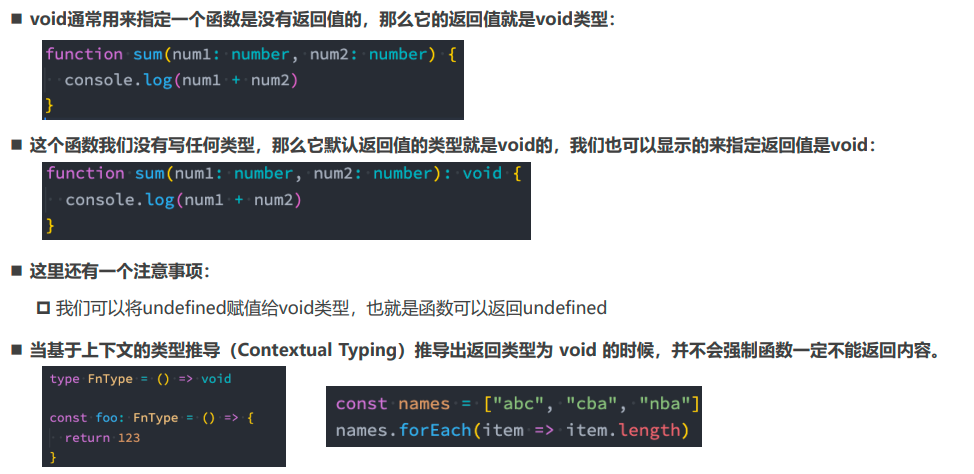 void通常用来指定一个函数是没有返回值的，那么它的返回值就是void类型：
function sum(num1: number, num2: number) {
  console.log(num1 + num2)
}
这个函数我们没有写任何类型，那么它默认返回值的类型就是void的，我们也可以显示的来指定返回值是void：
function sum(num1: number, num2: number): void {
  console.log(num1 + num2)
}
这里还有一个注意事项：
我们可以将undefined赋值给void类型，也就是函数可以返回undefined
当基于上下文的类型推导（Contextual Typing）推导出返回类型为 void 的时候，并不会强制函数一定不能返回内容。
type FnType = () => void
const foo: FnType = () => {
  return 123
}
const names = ["abc", "cba", "nba"]
names.forEach(item => item.length)